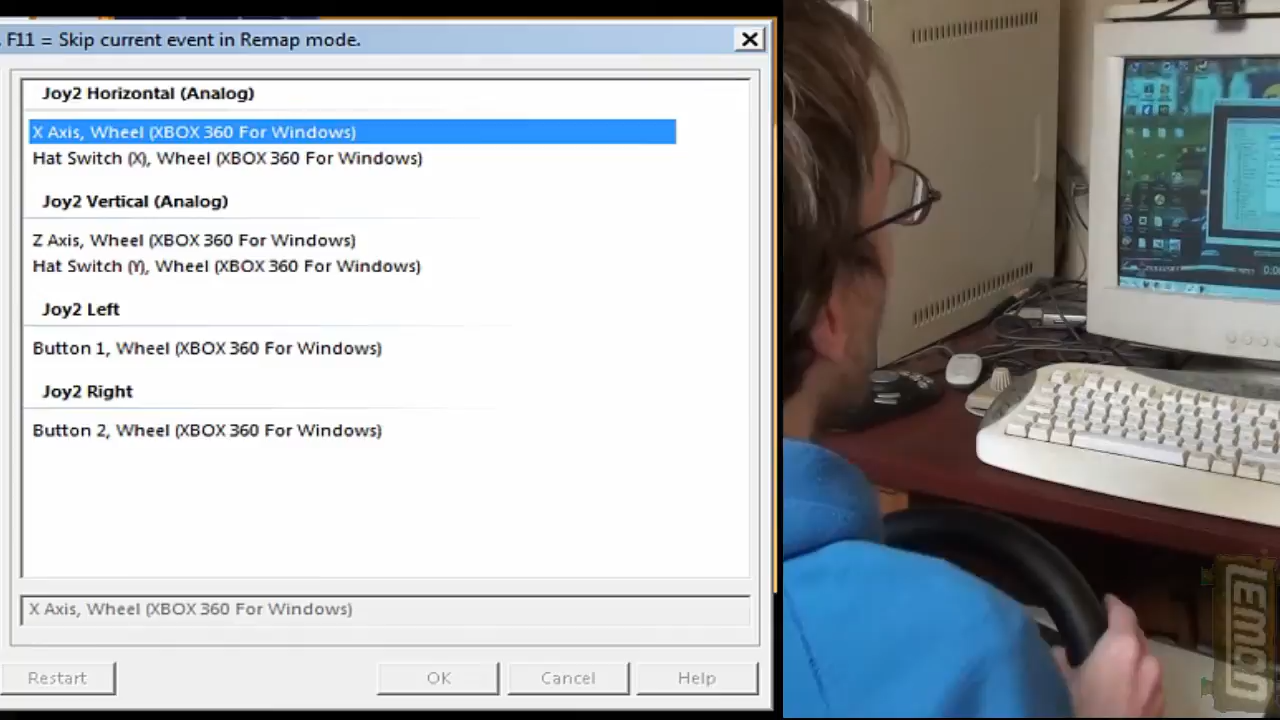 F11 = Skip current event in Remap mode.
Joy2 Horizontal (Analog)
X Axis, Wheel (XBOX 360 For Windows)
Hat Switch (X), Wheel (XBOX 360 For Windows)
Joy2 Vertical (Analog)
Z Axis, Wheel (XBOX 360 For Windows)
Hat Switch (Y), Wheel (XBOX 360 For Windows)
Joy2 Left
Button 1, Wheel (XBOX 360 For Windows)
Joy2 Right
Button 2, Wheel (XBOX 360 For Windows)
X Axis, Wheel (XBOX 360 For Windows)
Restart
OK
Cancel
Help
LEMON